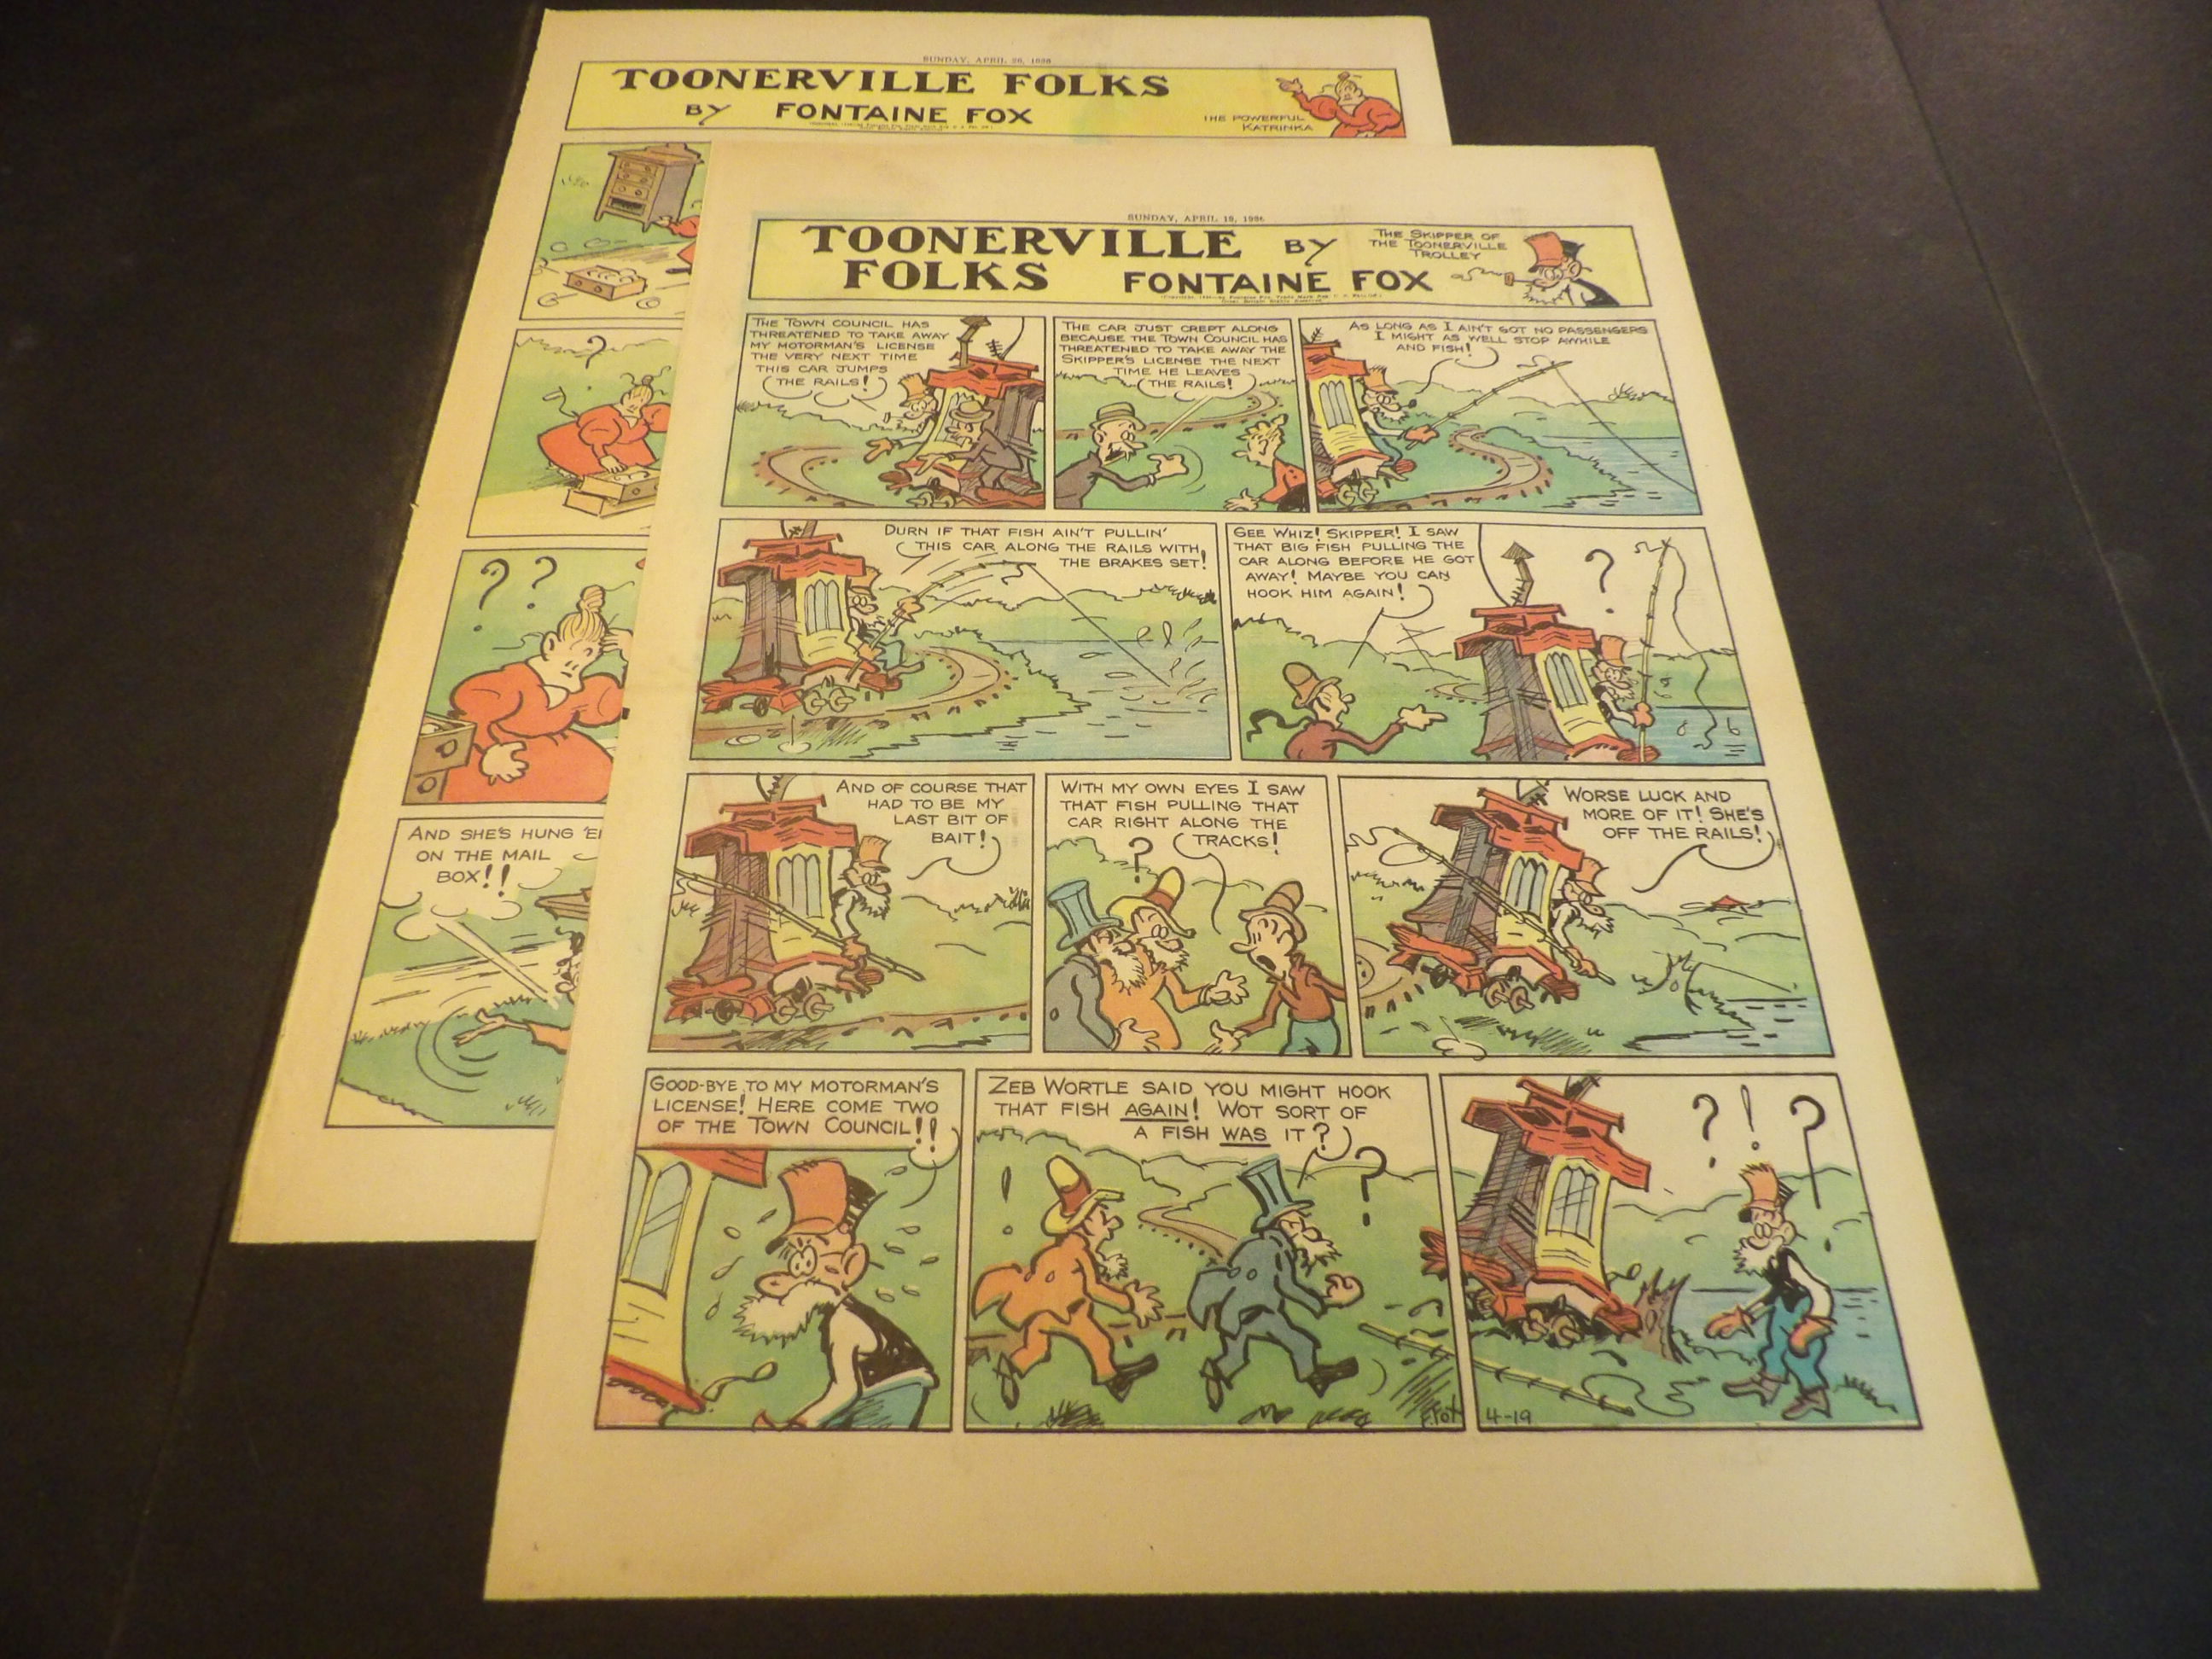 SUNDAY, APRIL 26, 1936
TOONERVILLE FOLKS
BY FONTAINE FOX
THE POWERFUL
KATRINKA
?
? ?
AND SHE'S HUNG
ON THE MAIL
BOX!!
SUNDAY, APRIL 19, 1936
TOONERVILLE BY
FOLKS FONTAINE FOX
THE SKIPPER OF
THE TOONERVILLE
TROLLEY
THE TOWN COUNCIL HAS
THREATENED TO TAKE AWAY
MY MOTORMAN'S LICENSE
THE VERY NEXT TIME
THIS CAR JUMPS
THE RAILS!
THE CAR JUST CREPT ALONG
BECAUSE THE TOWN COUNCIL HAS
THREATENED TO TAKE AWAY THE
SKIPPER'S LICENSE THE NEXT
TIME HE LEAVES
THE RAILS!
AS LONG AS I AIN'T GOT NO PASSENGERS
I MIGHT AS WELL STOP AWHILE
AND FISH!
DURN IF THAT FISH AIN'T PULLIN'
THIS CAR ALONG THE RAILS WITH
THE BRAKES SET!
GEE WHIZ! SKIPPER! I SAW
THAT BIG FISH PULLING THE
CAR ALONG BEFORE HE GOT
AWAY! MAYBE YOU CAN
HOOK HIM AGAIN!
?
AND OF COURSE THAT
HAD TO BE MY
LAST BIT OF
BAIT!
WITH MY OWN EYES I SAW
THAT FISH PULLING THAT
CAR RIGHT ALONG THE
TRACKS!
?
WORSE LUCK AND
MORE OF IT! SHE'S
OFF THE RAILS!
GOOD-BYE TO MY MOTORMAN'S
LICENSE! HERE COME TWO
OF THE TOWN COUNCIL!!
ZEB WORTLE SAID YOU MIGHT HOOK
THAT FISH AGAIN! WOT SORT OF
A FISH WAS IT?
! ?
F. FOX
? ! ?
4-19